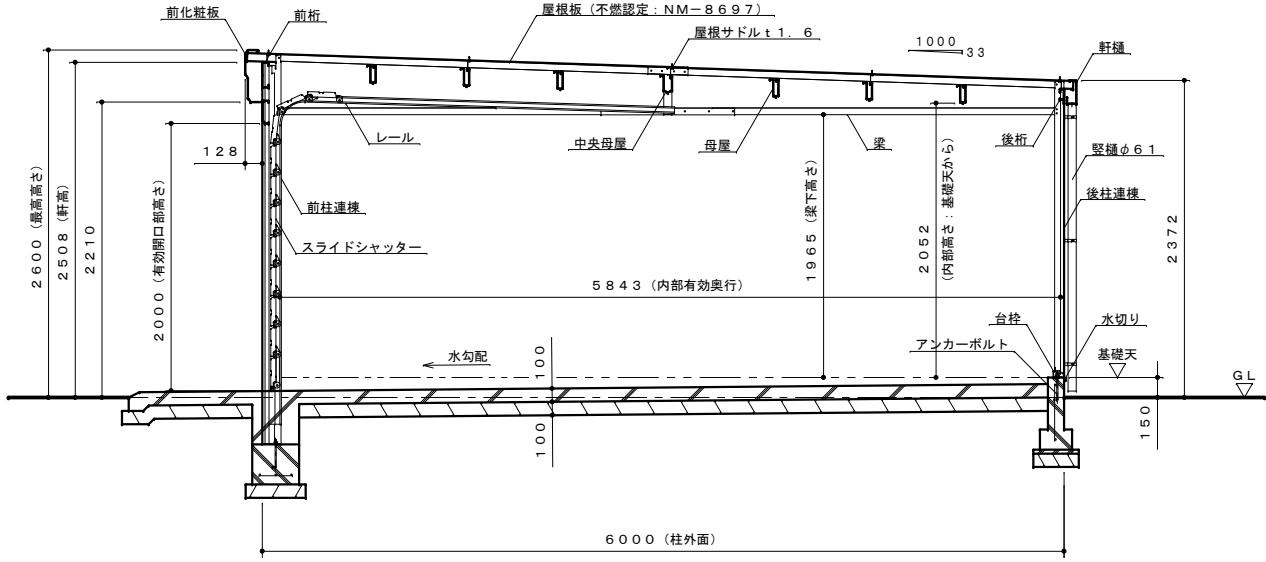 屋根板（不燃認定：NM－8697）
前化粧板
前桁
屋根サドルｔ1．6
1000
33
軒樋
レール
中央母屋
母屋
梁
後桁
128
竪樋φ61
前柱連棟
後柱連棟
スライドシャッター
2600（最高高さ）
2508（軒高）
2210
2000（有効開口部高さ）
1965（梁下高さ）
2052
（内部高さ：基礎天から）
2372
5843（内部有効奥行）
台枠
水切り
アンカーボルト
基礎天
水勾配
100
100
GL
150
6000（柱外面）